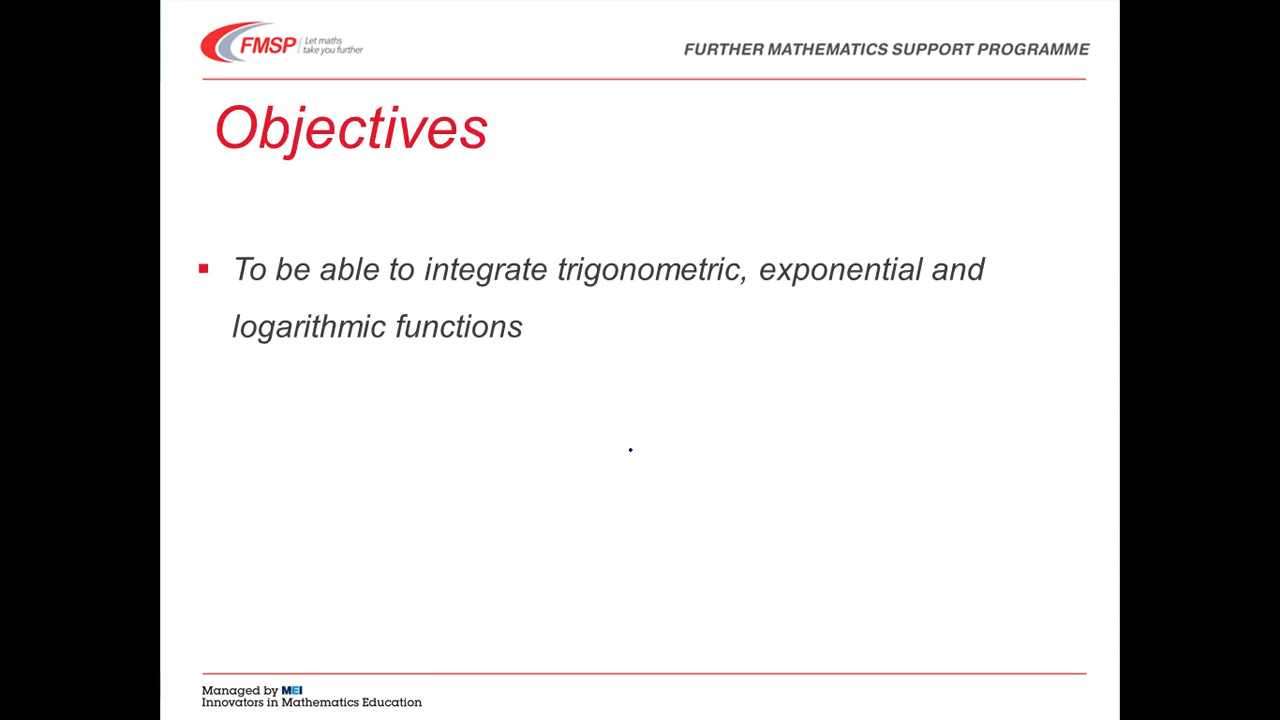 FMSP Let maths
take you further
FURTHER MATHEMATICS SUPPORT PROGRAMME
Objectives
▪ To be able to integrate trigonometric, exponential and
logarithmic functions
Managed by MEI
Innovators in Mathematics Education